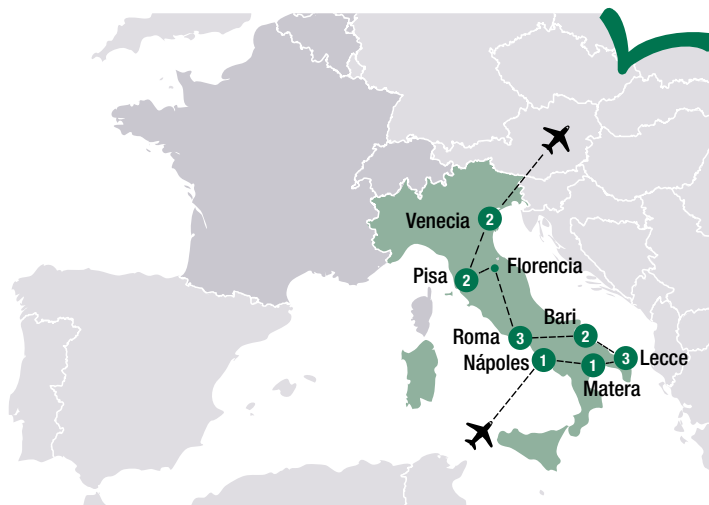 Venecia 2
Florencia
Pisa 2
Bari 2
Roma 3
Nápoles 1
1
3 Lecce
Matera